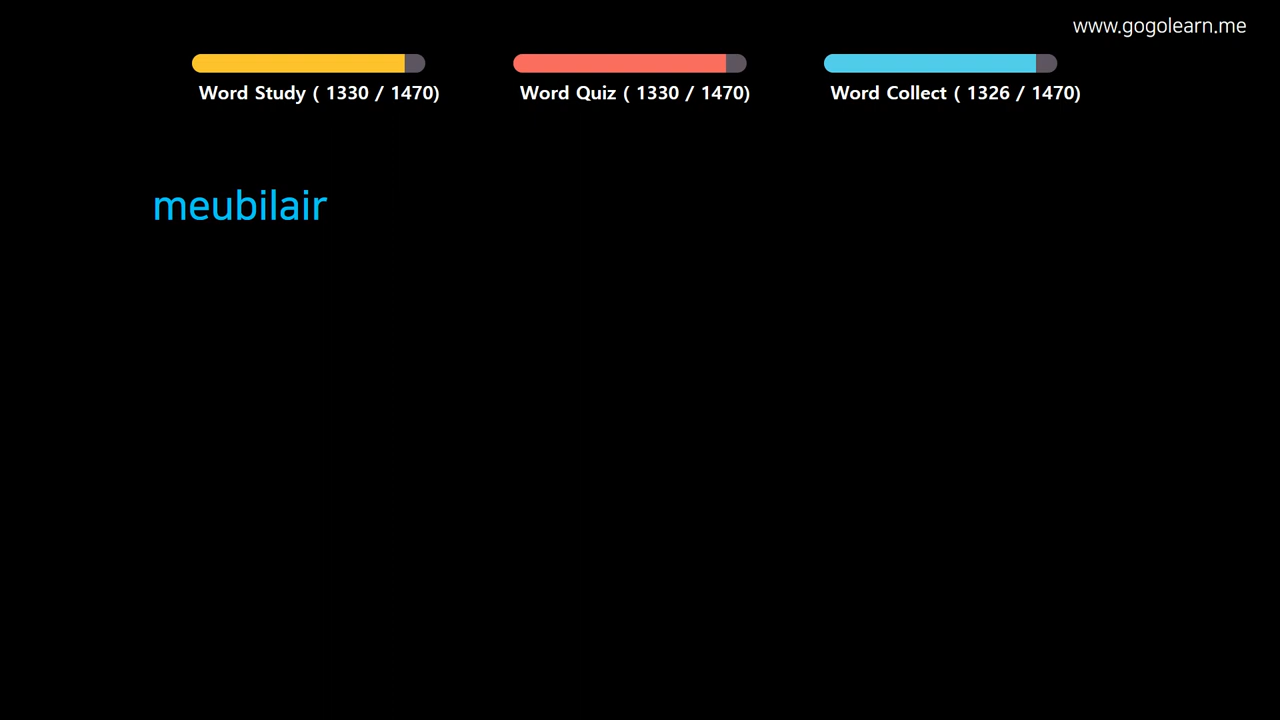 www.gogolearn.me
Word Study ( 1330 / 1470)
Word Quiz ( 1330 / 1470)
Word Collect ( 1326 / 1470)
meubilair